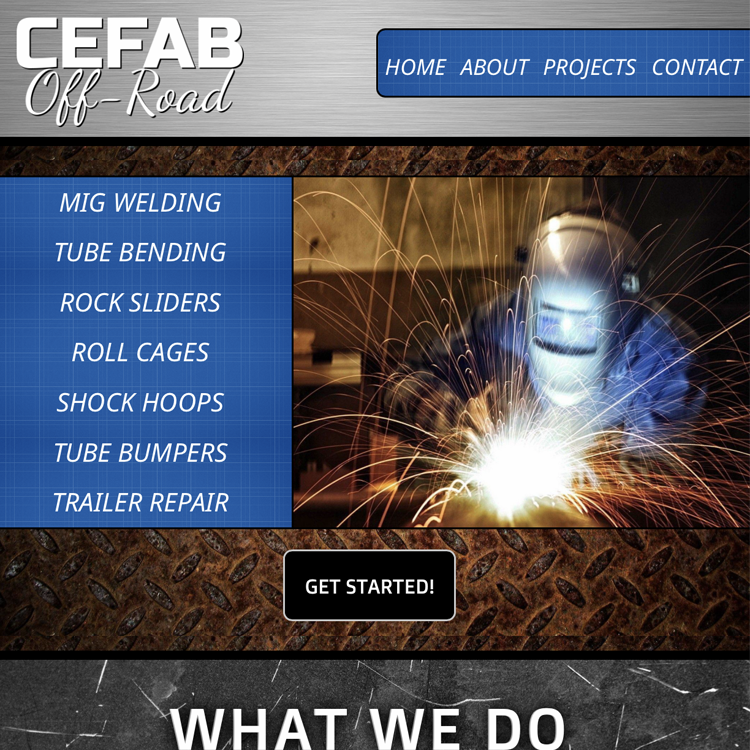 CEFAB
Off-Road
HOME ABOUT PROJECTS CONTACT
MIG WELDING
TUBE BENDING
ROCK SLIDERS
ROLL CAGES
SHOCK HOOPS
TUBE BUMPERS
TRAILER REPAIR
GET STARTED!
WHAT WE DO